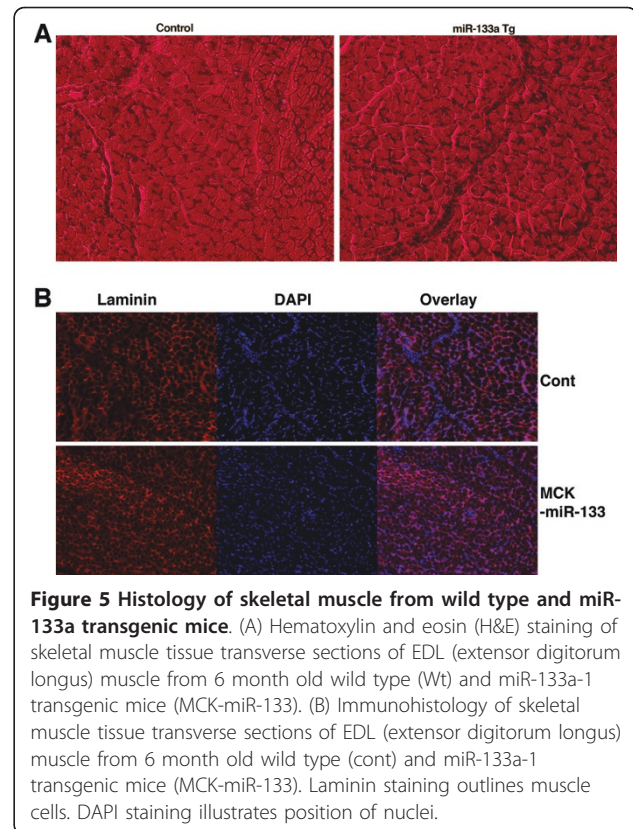 A
Control
miR-133a Tg
B
Laminin
DAPI
Overlay
Cont
MCK
-miR-133
Figure 5 Histology of skeletal muscle from wild type and miR-
133a transgenic mice. (A) Hematoxylin and eosin (H&E) staining of
skeletal muscle tissue transverse sections of EDL (extensor digitorum
longus) muscle from 6 month old wild type (Wt) and miR-133a-1
transgenic mice (MCK-miR-133). (B) Immunohistology of skeletal
muscle tissue transverse sections of EDL (extensor digitorum longus)
muscle from 6 month old wild type (cont) and miR-133a-1
transgenic mice (MCK-miR-133). Laminin staining outlines muscle
cells. DAPI staining illustrates position of nuclei.